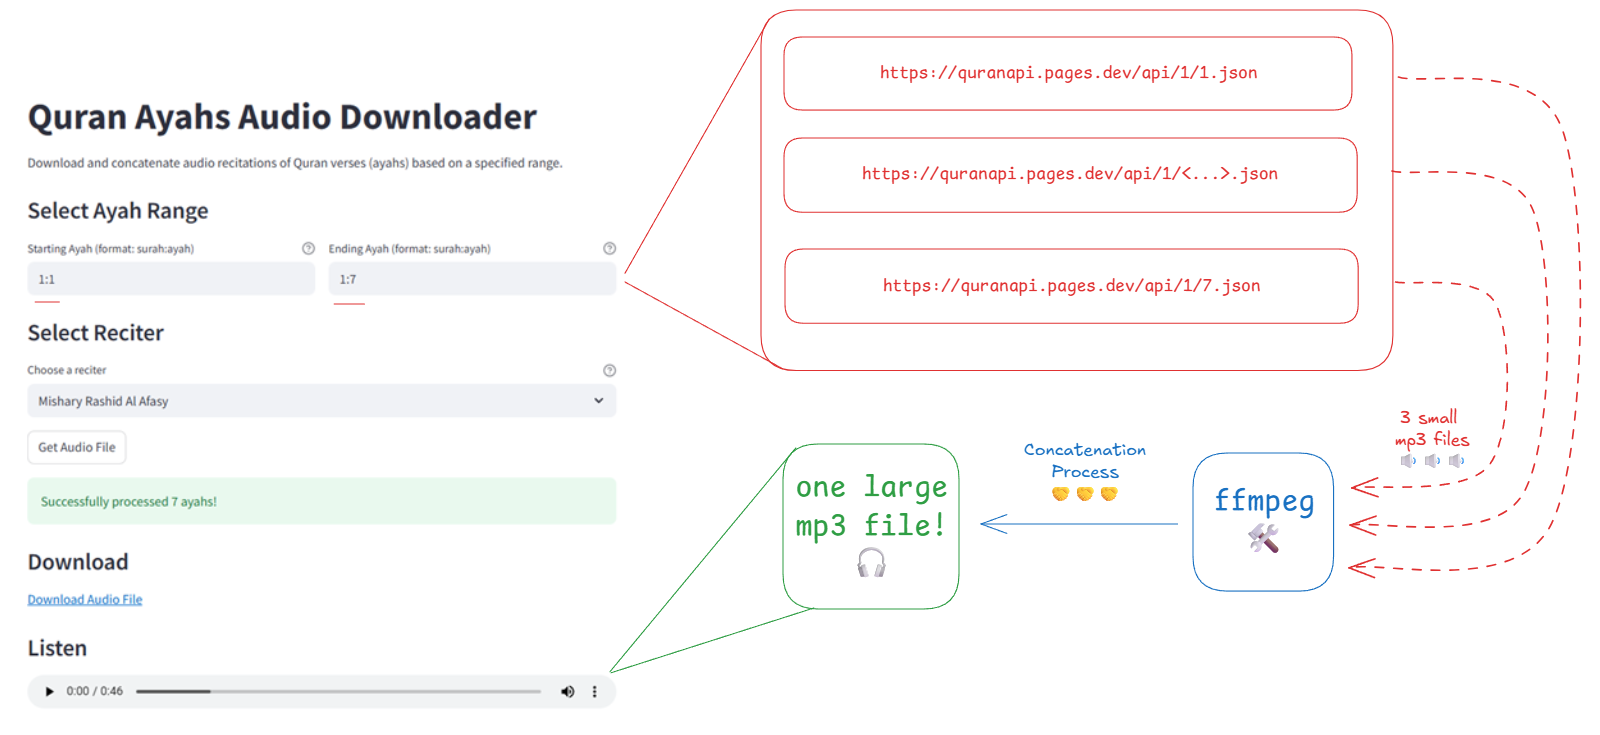 Quran Ayahs Audio Downloader
Download and concatenate audio recitations of Quran verses (ayahs) based on a specified range.
Select Ayah Range
Starting Ayah (format: surah:ayah)
Ending Ayah (format: surah:ayah)
1:1
1:7
Select Reciter
Choose a reciter
Mishary Rashid Al Afasy
Get Audio File
Successfully processed 7 ayahs!
Download
Download Audio File
Listen
0:00 / 0:46
https://quranapi.pages.dev/api/1/1.json
https://quranapi.pages.dev/api/1/<...>.json
https://quranapi.pages.dev/api/1/7.json
3 small
mp3 files
ffmpeg
Concatenation
Process
one large
mp3 file!